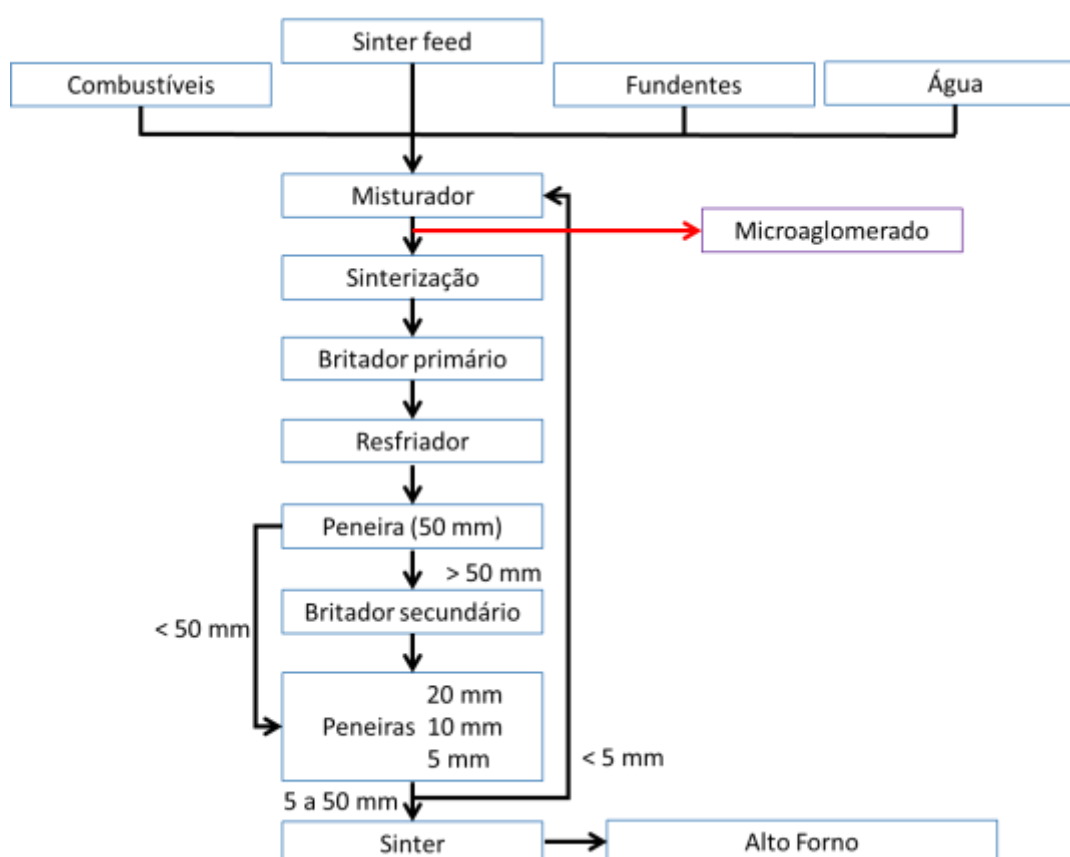 Sinter feed
Combustíveis
Fundentes
Água
Misturador
Microaglomerado
Sinterização
Britador primário
Resfriador
Peneira (50 mm)
> 50 mm
Britador secundário
< 50 mm
20 mm
Peneiras 10 mm
5 mm
< 5 mm
5 a 50 mm
Sinter
Alto Forno